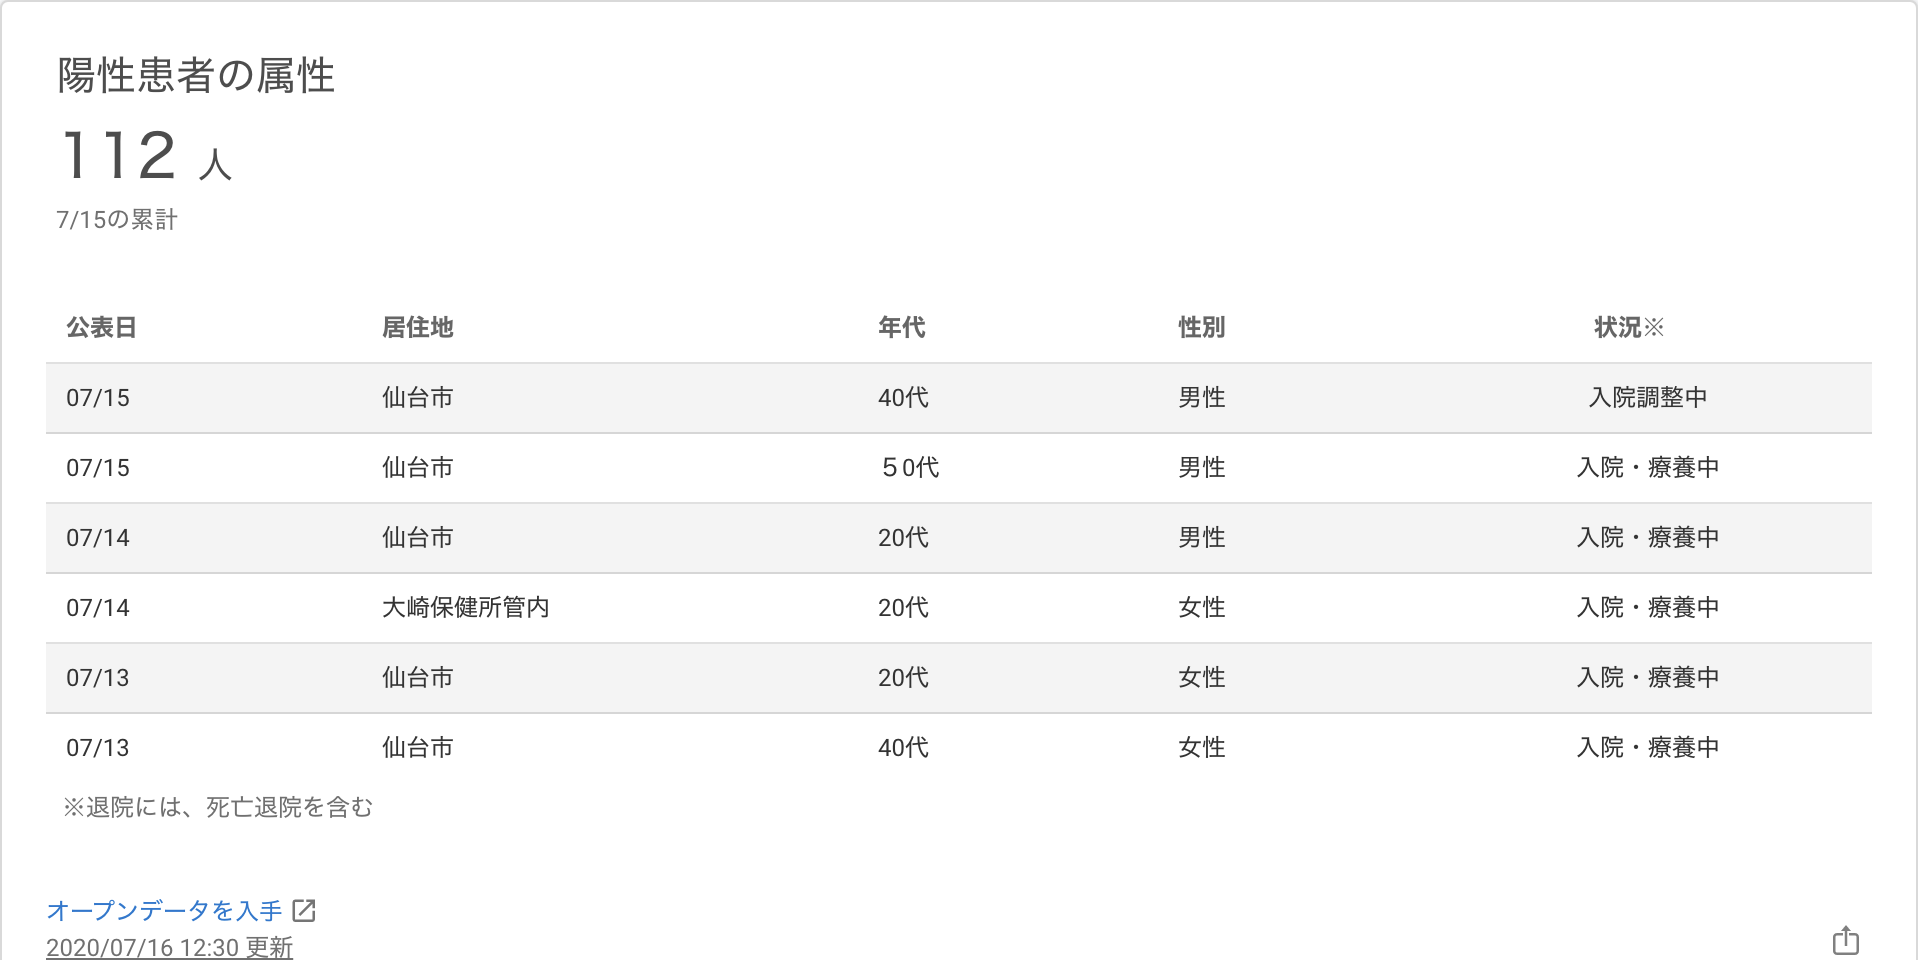 陽性患者の属性
112 人
7/15の累計
公表日 居住地 年代 性別 状況※
07/15 仙台市 40代 男性 入院調整中
07/15 仙台市 ５0代 男性 入院・療養中
07/14 仙台市 20代 男性 入院・療養中
07/14 大崎保健所管内 20代 女性 入院・療養中
07/13 仙台市 20代 女性 入院・療養中
07/13 仙台市 40代 女性 入院・療養中
※退院には、死亡退院を含む
オープンデータを入手
2020/07/16 12:30 更新